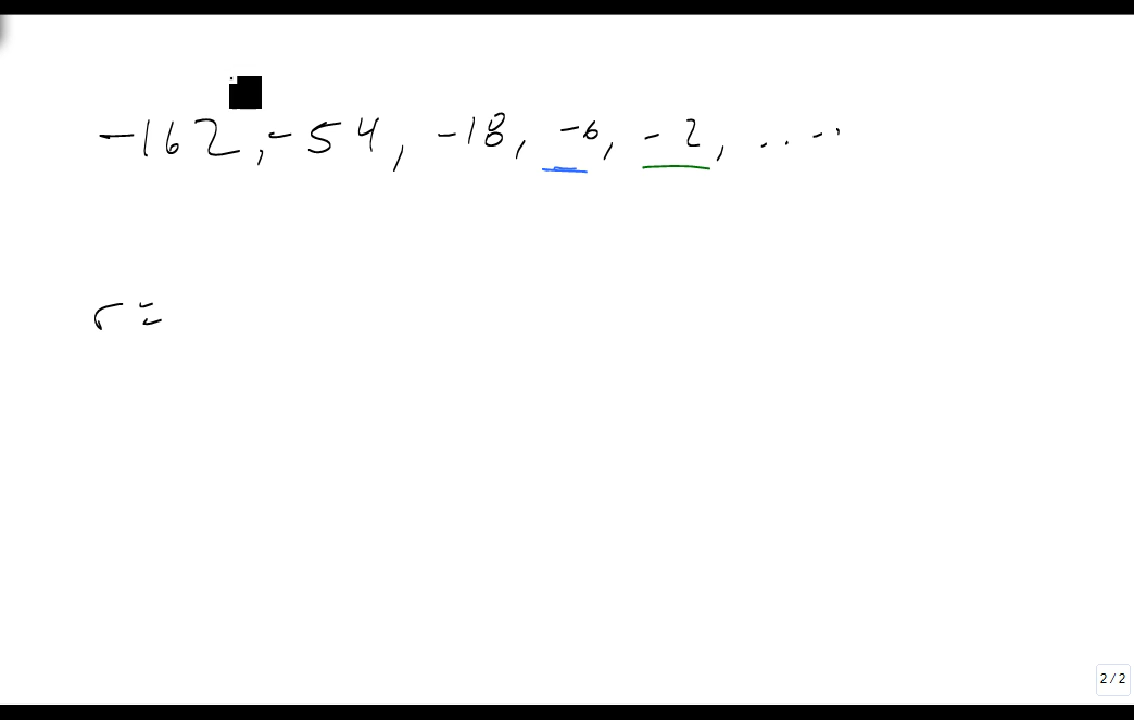 -162, -54, -18, -6, -2, ....
r =
2/2